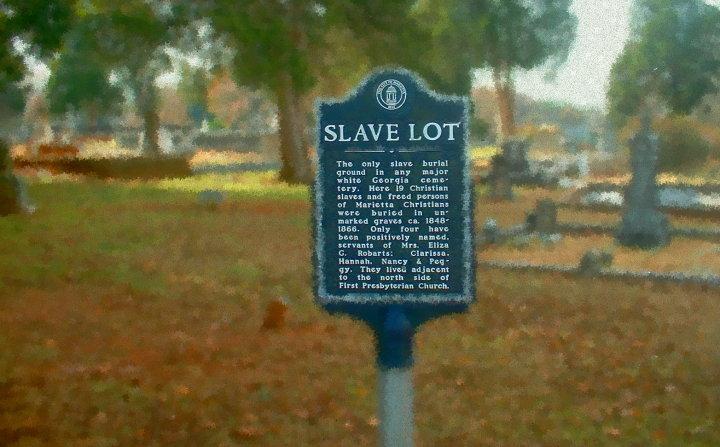 SLAVE LOT
The only slave burial
ground in any major
white Georgia ceme-
tery. Here 19 Christian
slaves and freed persons
of Marietta Christians
were buried in un-
marked graves ca. 1848-
1866. Only four have
been positively named,
servants of Mrs. Eliza
G. Robarts: Clarissa,
Hannah, Nancy & Peg-
gy. They lived adjacent
to the north side of
First Presbyterian Church.